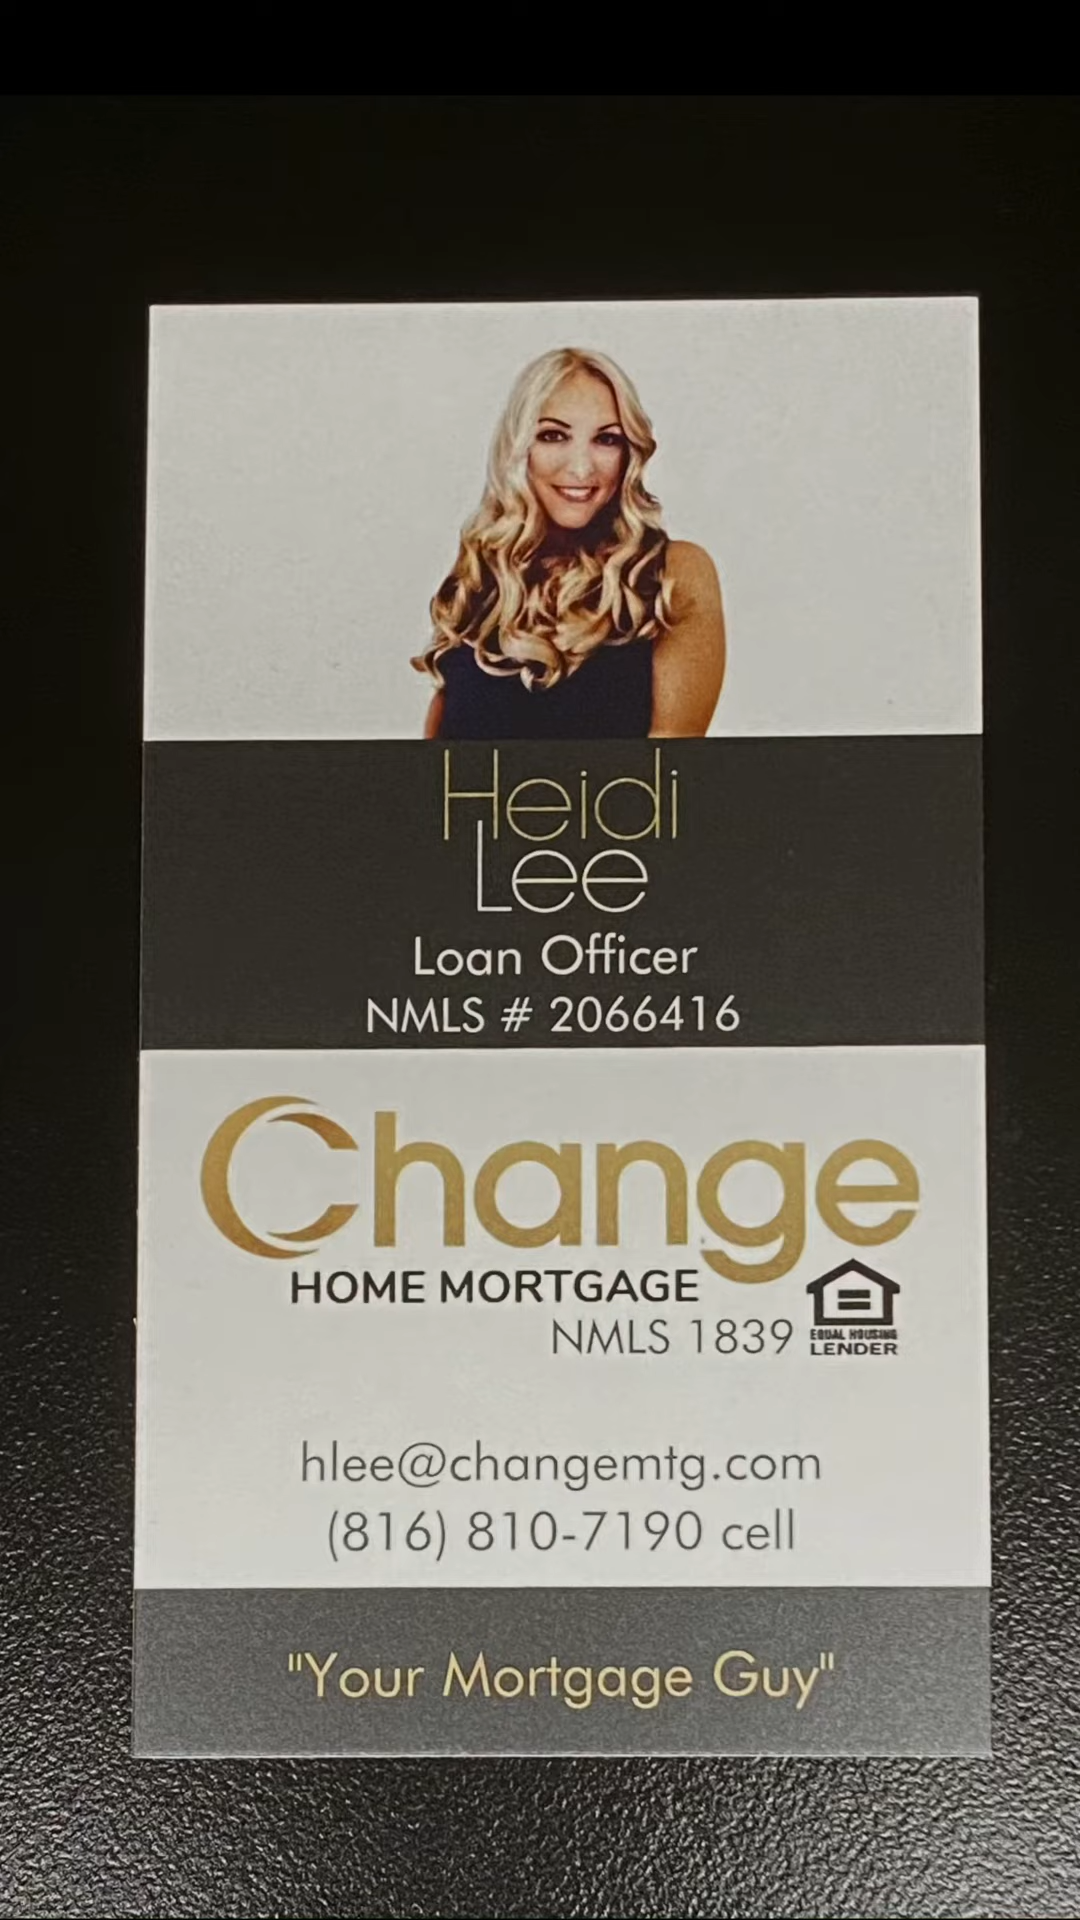 Heidi
Lee
Loan Officer
NMLS # 2066416
Change
HOME MORTGAGE
NMLS 1839
EQUAL HOUSING
LENDER
hlee@changemtg.com
(816) 810-7190 cell
"Your Mortgage Guy"